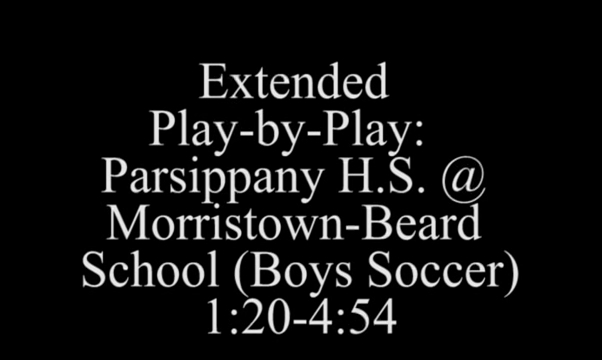 Extended
Play-by-Play:
Parsippany H.S. @
Morristown-Beard
School (Boys Soccer)
1:20-4:54